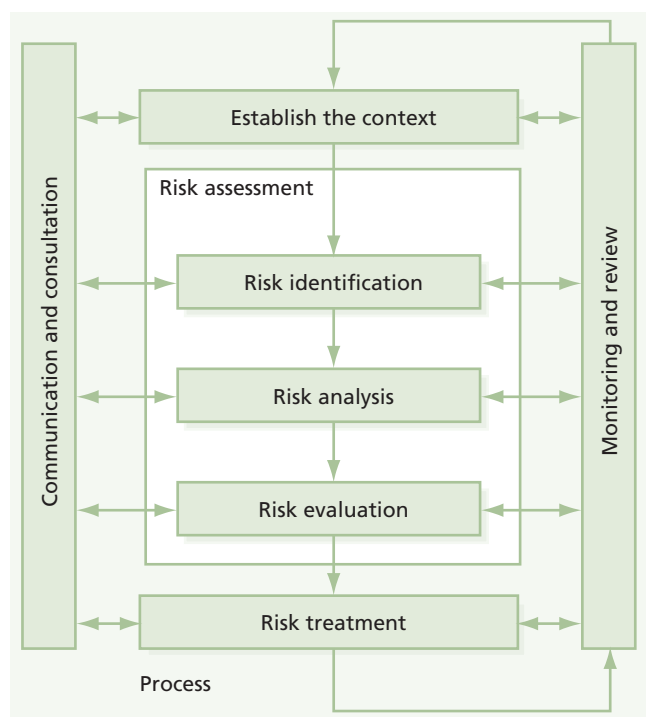 Establish the context
Risk assessment
Communication and consultation
Risk identification
Risk analysis
Risk evaluation
Monitoring and review
Risk treatment
Process